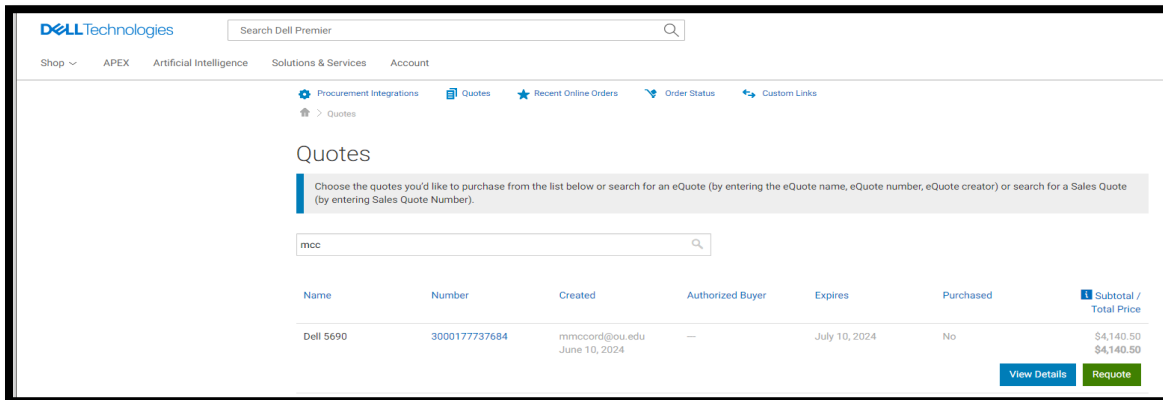 DELLTechnologies
Search Dell Premier
Shop APEX Artificial Intelligence Solutions & Services Account
Procurement Integrations Quotes Recent Online Orders Order Status Custom Links
> Quotes
Quotes
Choose the quotes you'd like to purchase from the list below or search for an eQuote (by entering the eQuote name, eQuote number, eQuote creator) or search for a Sales Quote
(by entering Sales Quote Number).
mcc
Name Number Created Authorized Buyer Expires Purchased i Subtotal /
Total Price
Dell 5690 3000177737684 mmccord@ou.edu — July 10, 2024 No $4,140.50
June 10, 2024 $4,140.50
View Details Requote